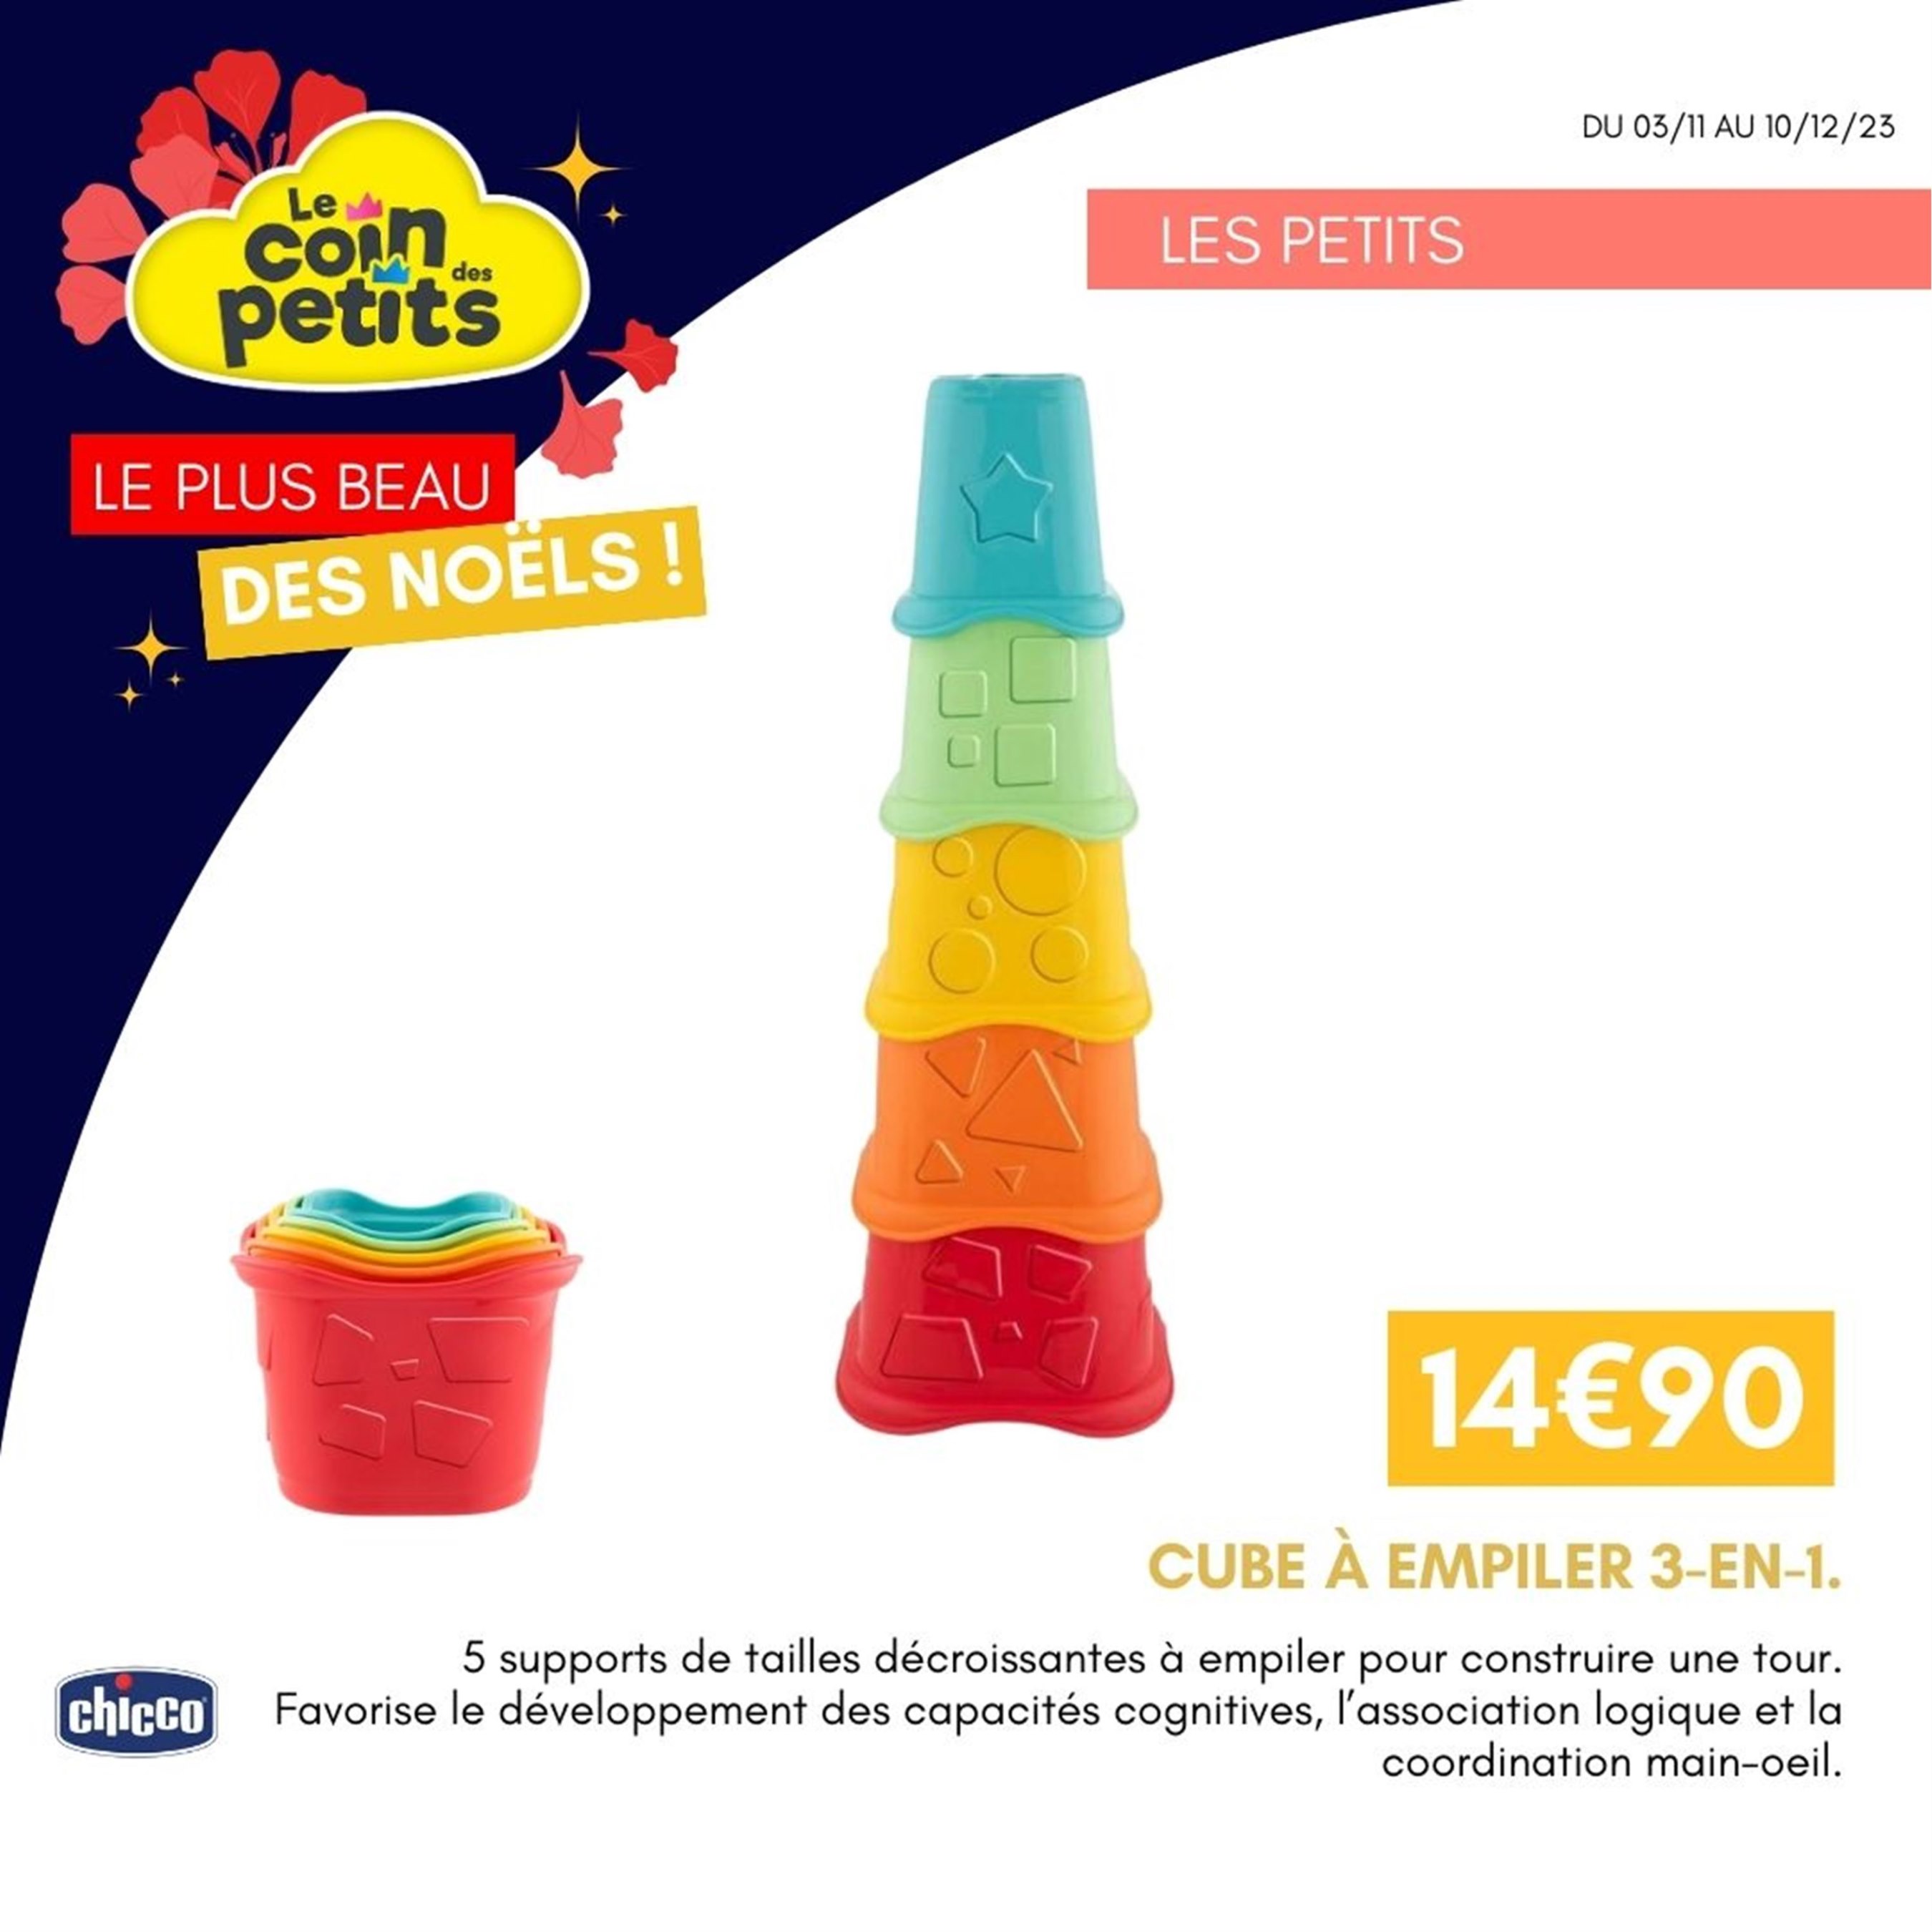 Le
coin
des
petits
LE PLUS BEAU
DES NOËLS !
DU 03/11 AU 10/12/23
LES PETITS
14€90
CUBE À EMPILER 3-EN-1.
5 supports de tailles décroissantes à empiler pour construire une tour.
Favorise le développement des capacités cognitives, l'association logique et la
coordination main-oeil.
chicco